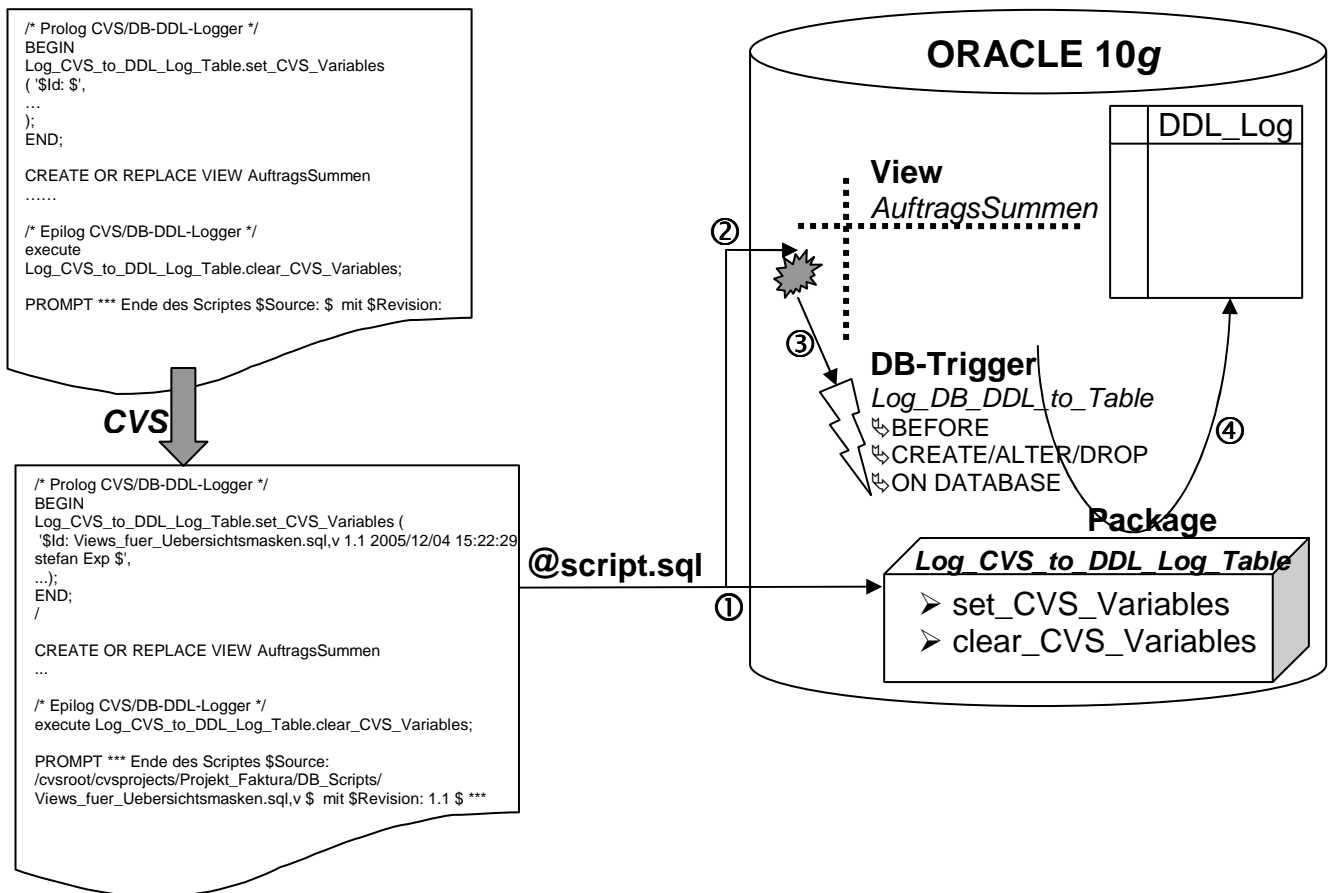 /* Prolog CVS/DB-DDL-Logger */
BEGIN
Log_CVS_to_DDL_Log_Table.set_CVS_Variables
( '$Id: $',
…
);
END;
CREATE OR REPLACE VIEW AuftragsSummen
……
/* Epilog CVS/DB-DDL-Logger */
execute
Log_CVS_to_DDL_Log_Table.clear_CVS_Variables;
PROMPT *** Ende des Scriptes $Source: $  mit $Revision:
CVS
/* Prolog CVS/DB-DDL-Logger */
BEGIN
Log_CVS_to_DDL_Log_Table.set_CVS_Variables (
'$Id: Views_fuer_Uebersichtsmasken.sql,v 1.1 2005/12/04 15:22:29
stefan Exp $',
...);
END;
/
CREATE OR REPLACE VIEW AuftragsSummen
...
/* Epilog CVS/DB-DDL-Logger */
execute Log_CVS_to_DDL_Log_Table.clear_CVS_Variables;
PROMPT *** Ende des Scriptes $Source:
/cvsroot/cvsprojects/Projekt_Faktura/DB_Scripts/
Views_fuer_Uebersichtsmasken.sql,v $  mit $Revision: 1.1 $ ***
@script.sql
①
②
③
④
ORACLE 10g
DDL_Log
View
AuftragsSummen
DB-Trigger
Log_DB_DDL_to_Table
↳BEFORE
↳CREATE/ALTER/DROP
↳ON DATABASE
Package
Log_CVS_to_DDL_Log_Table
➢ set_CVS_Variables
➢ clear_CVS_Variables